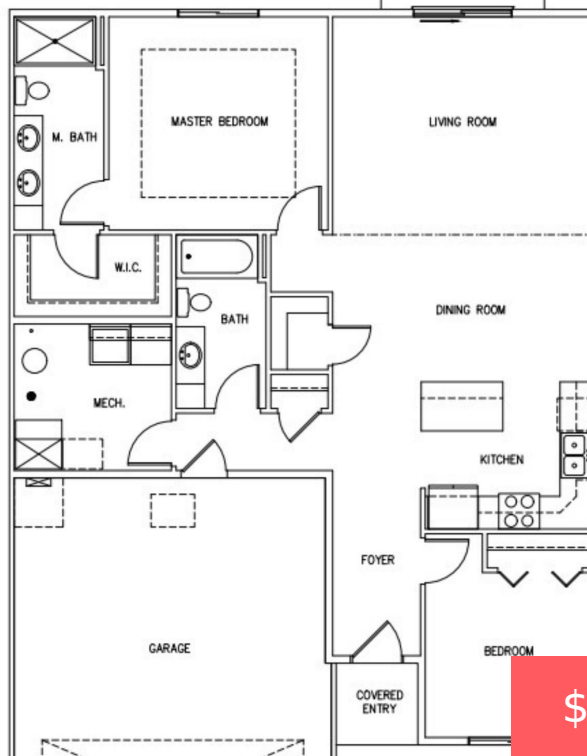 MASTER BEDROOM
LIVING ROOM
M. BATH
W.I.C.
BATH
DINING ROOM
MECH.
KITCHEN
FOYER
GARAGE
BEDROOM
COVERED
ENTRY
$